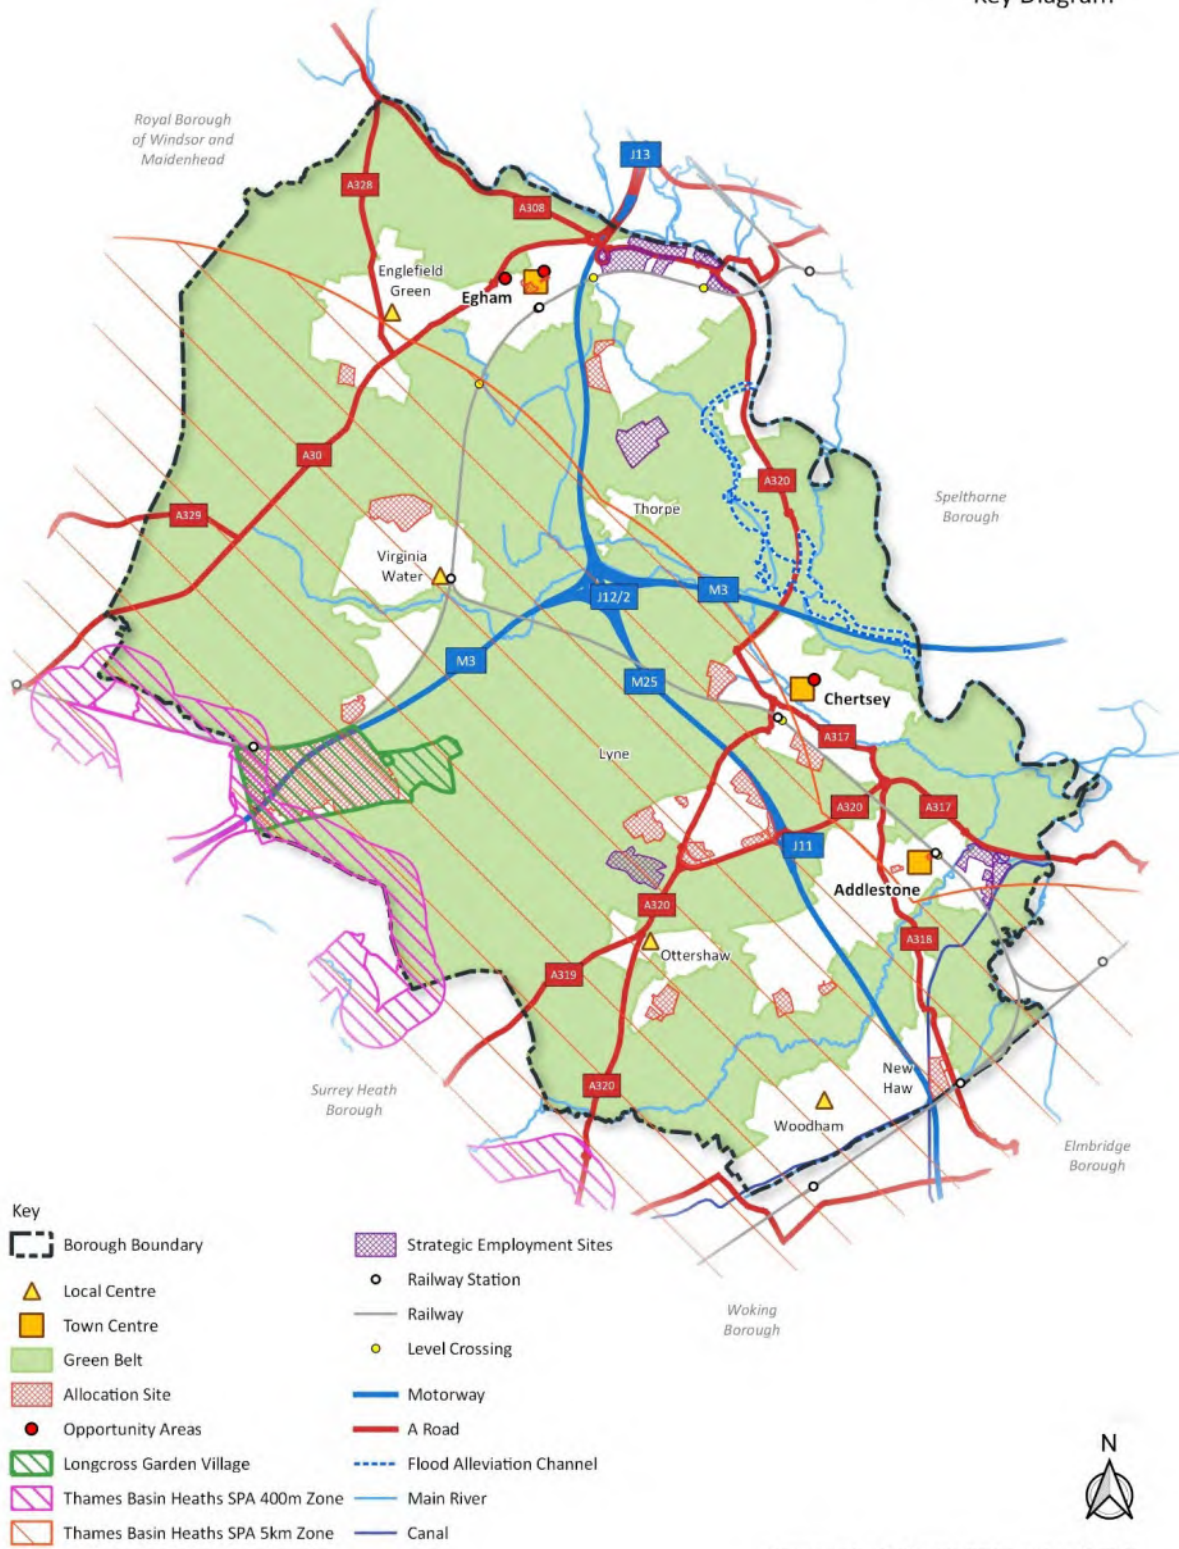 Key Diagram
Royal Borough
of Windsor and
Maidenhead
J13
A328
A308
Englefield
Green
Egham
A30
A320
Spelthorne
Borough
A329
Thorpe
Virginia
Water
J12/2
M3
M3
M25
Chertsey
A317
Lyne
A320
A317
J11
Addlestone
A320
A318
Ottershaw
A319
New
Haw
Surrey Heath
Borough
A320
Woodham
Elmbridge
Borough
Woking
Borough
Key
Borough Boundary
Local Centre
Town Centre
Green Belt
Allocation Site
Opportunity Areas
Longcross Garden Village
Thames Basin Heaths SPA 400m Zone
Thames Basin Heaths SPA 5km Zone
Strategic Employment Sites
Railway Station
Railway
Level Crossing
Motorway
A Road
Flood Alleviation Channel
Main River
Canal
N